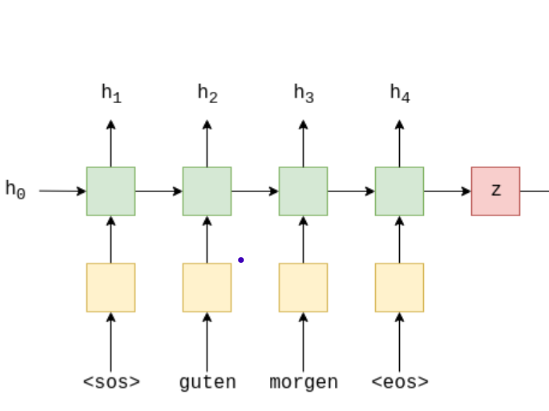 h1 h2 h3 h4
h0 z
<sos> guten morgen <eos>